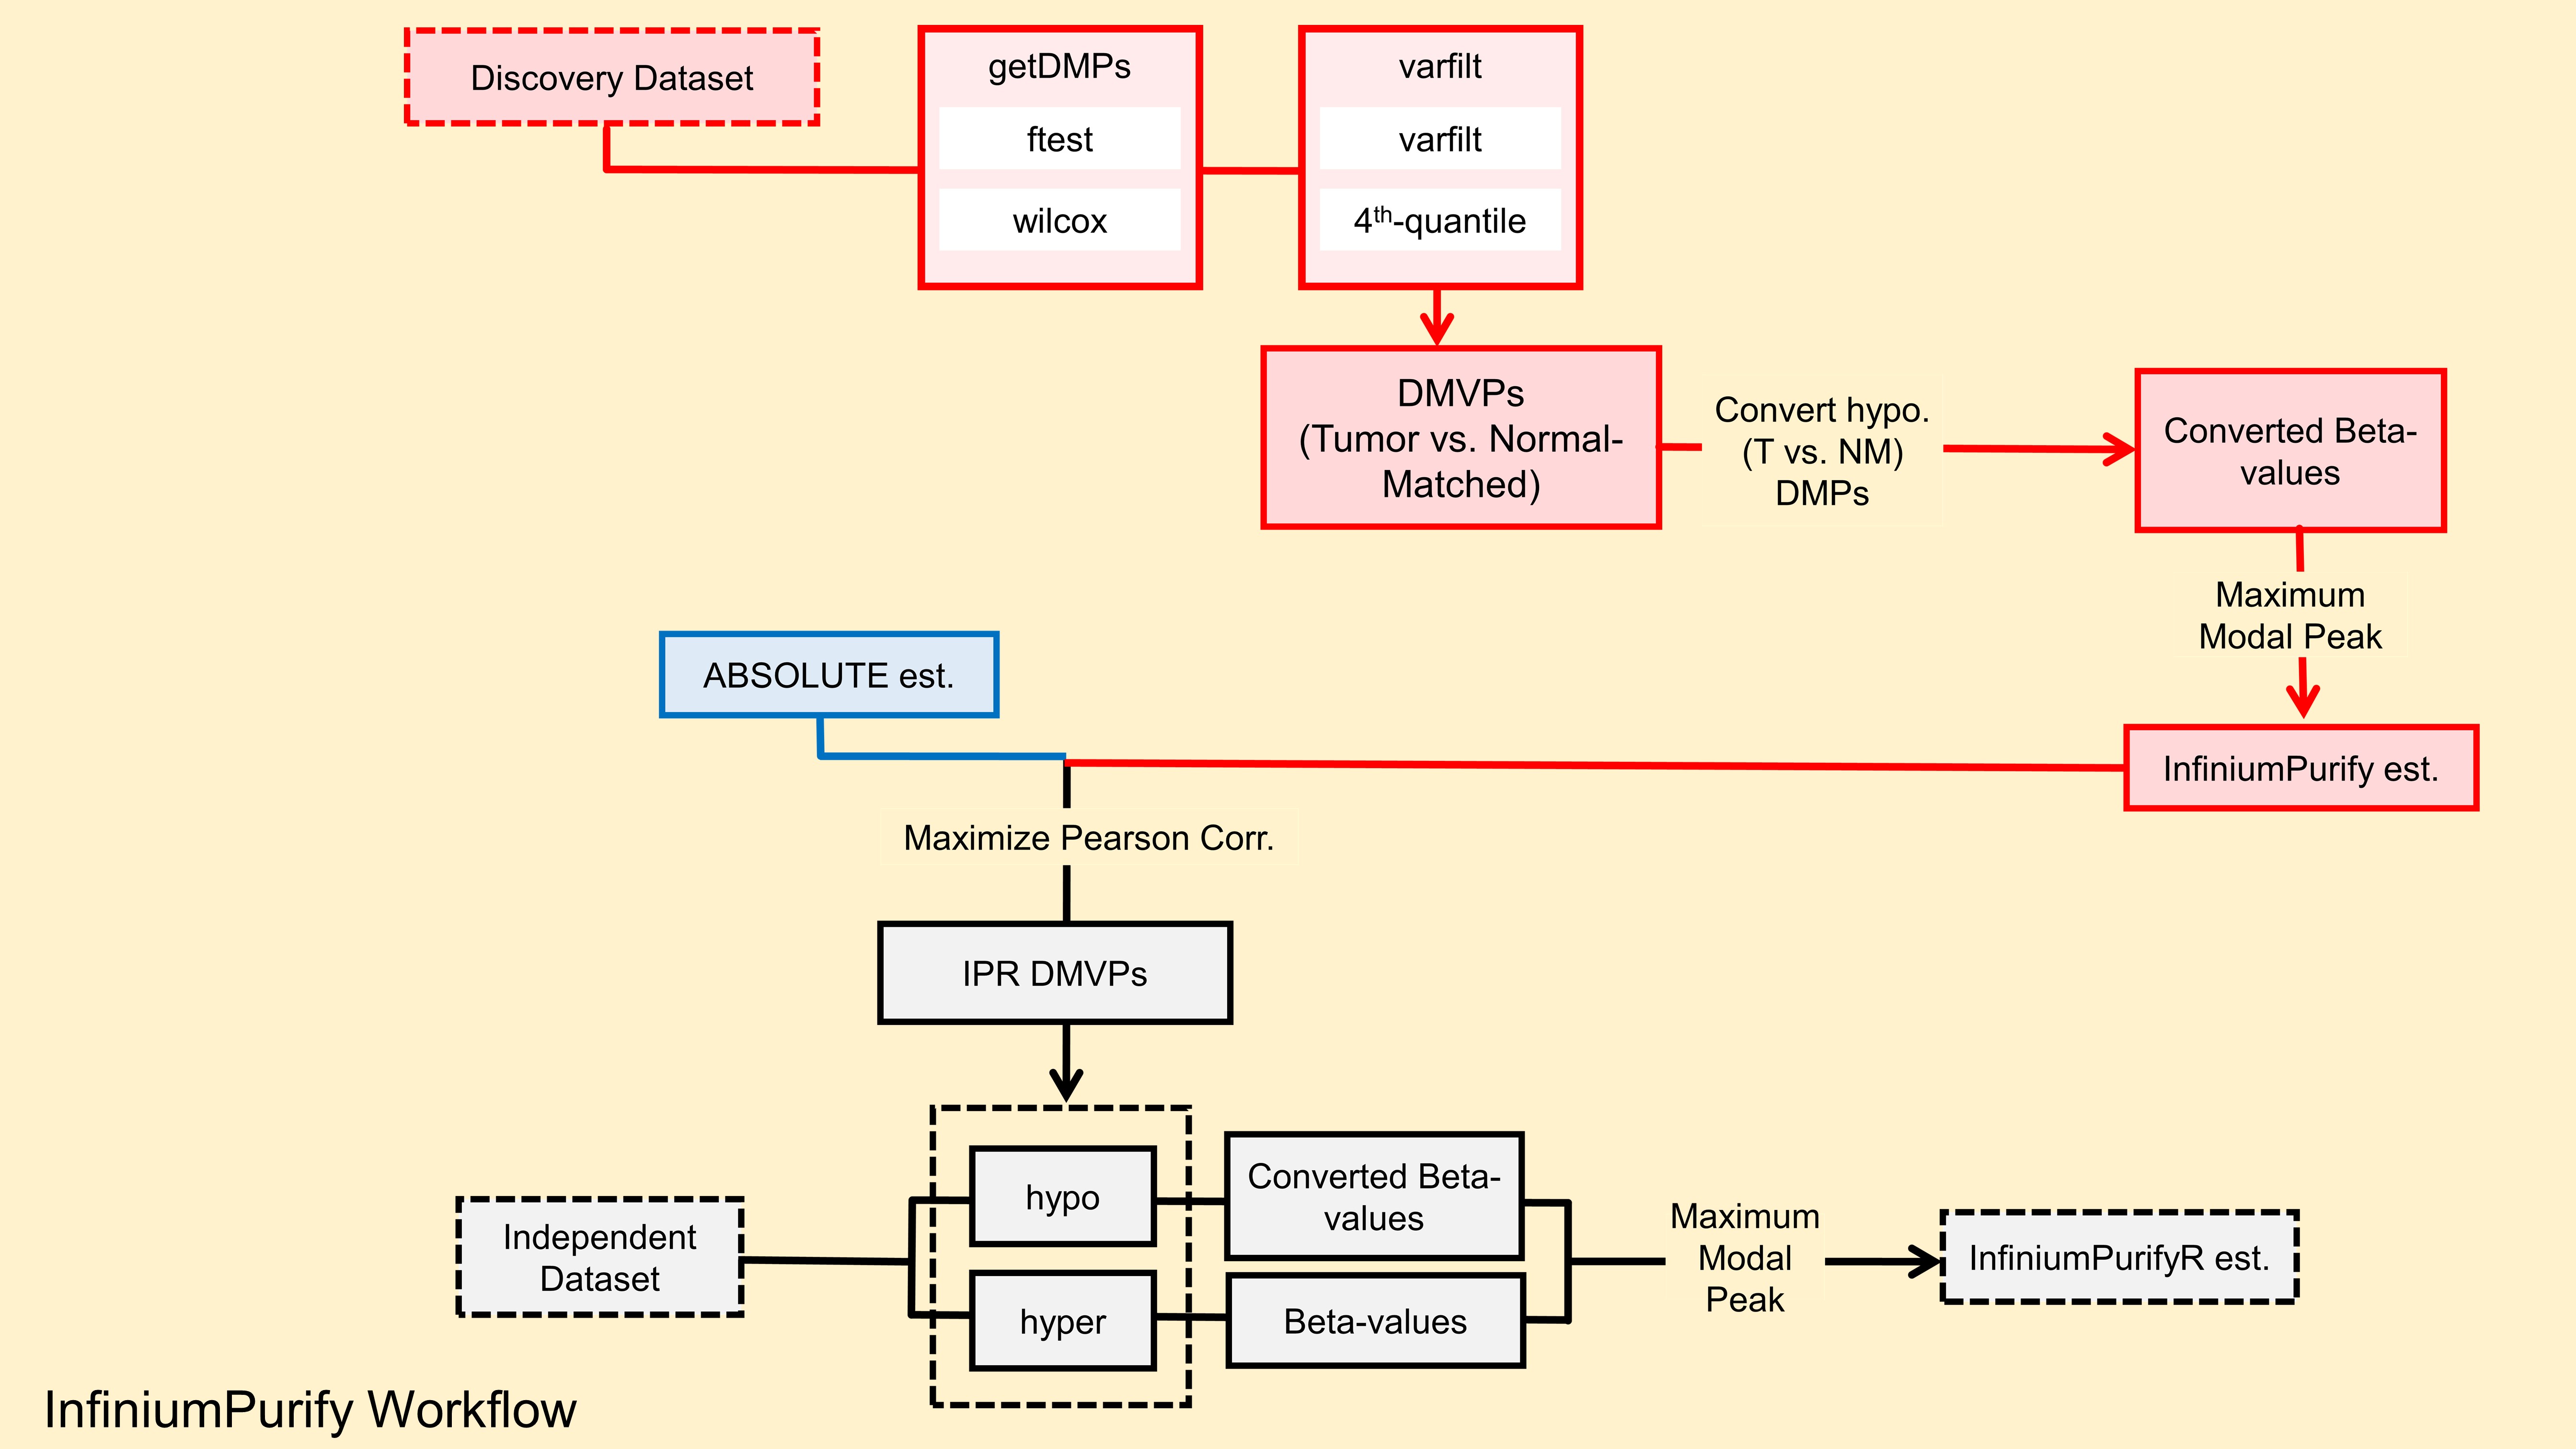 Discovery Dataset
getDMPs
ftest
wilcox
varfilt
varfilt
4th-quantile
DMVPs
(Tumor vs. Normal-
Matched)
Convert hypo.
(T vs. NM)
DMPs
Converted Beta-
values
Maximum
Modal Peak
ABSOLUTE est.
InfiniumPurify est.
Maximize Pearson Corr.
IPR DMVPs
Independent
Dataset
hypo
hyper
Converted Beta-
values
Beta-values
Maximum
Modal
Peak
InfiniumPurifyR est.
InfiniumPurify Workflow